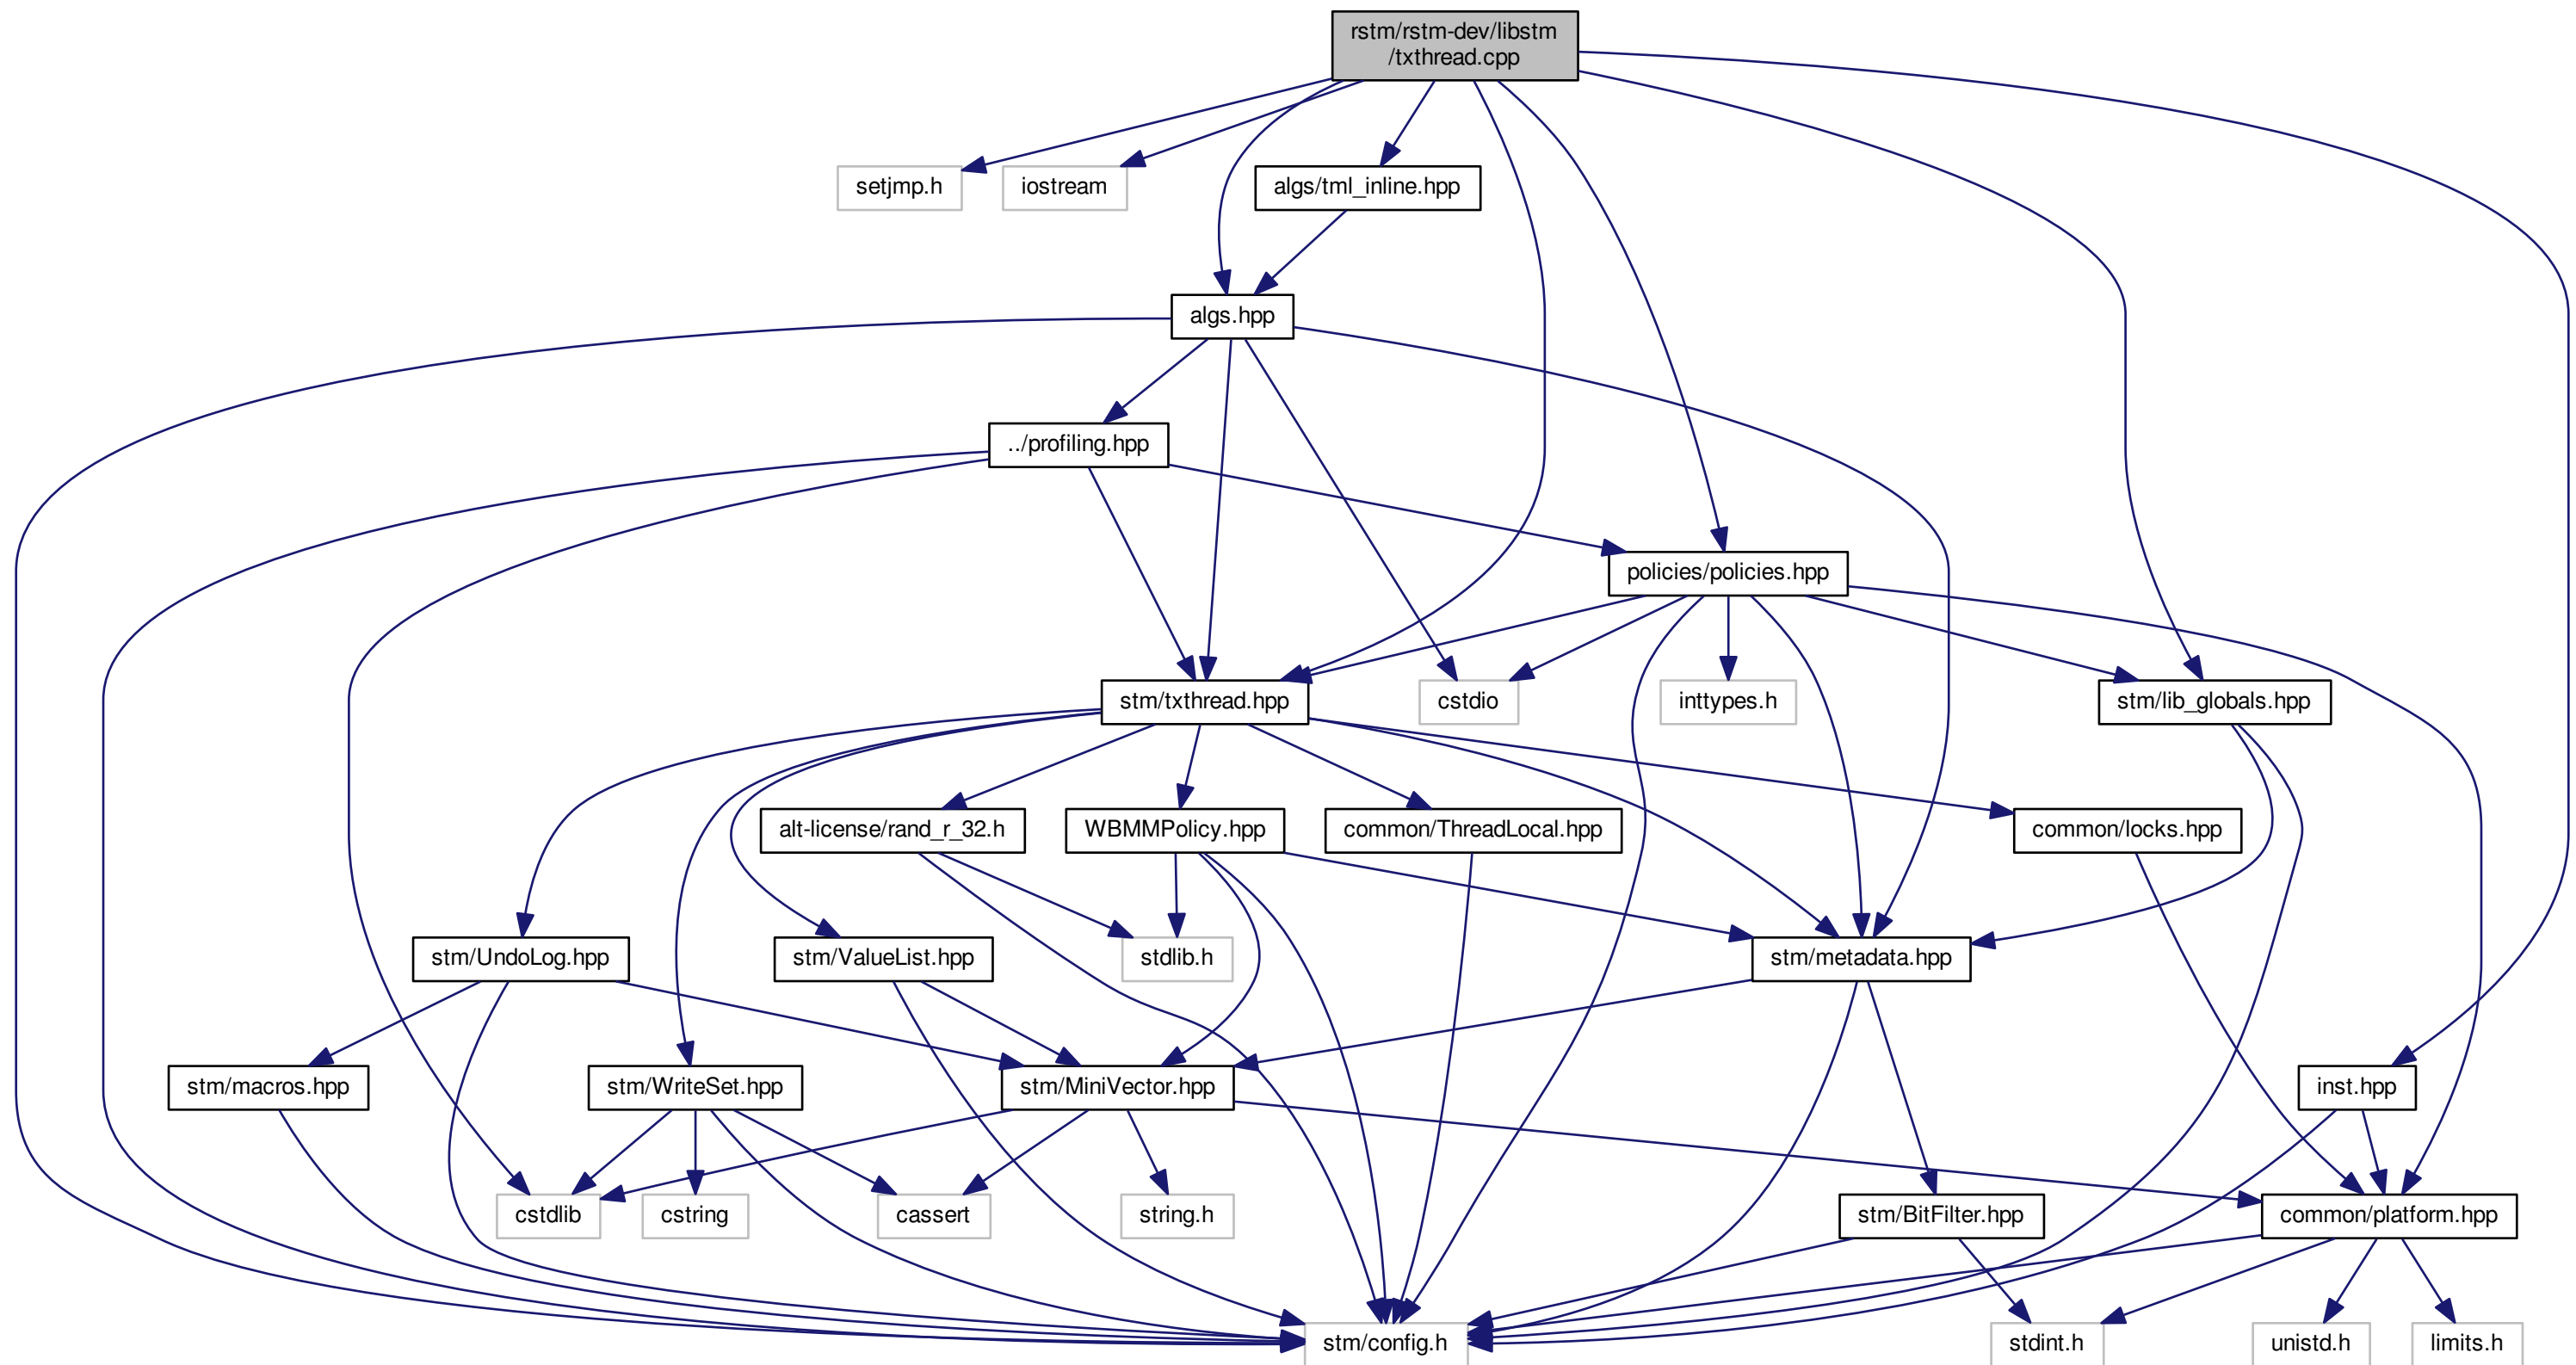 rstm/rstm-dev/libstm
/txthread.cpp
setjmp.h
iostream
algs/tml_inline.hpp
algs.hpp
../profiling.hpp
policies/policies.hpp
stm/txthread.hpp
cstdio
inttypes.h
stm/lib_globals.hpp
alt-license/rand_r_32.h
WBMMPolicy.hpp
common/ThreadLocal.hpp
common/locks.hpp
stm/UndoLog.hpp
stm/ValueList.hpp
stdlib.h
stm/metadata.hpp
stm/macros.hpp
stm/WriteSet.hpp
stm/MiniVector.hpp
inst.hpp
cstdlib
cstring
cassert
string.h
stm/BitFilter.hpp
common/platform.hpp
stm/config.h
stdint.h
unistd.h
limits.h